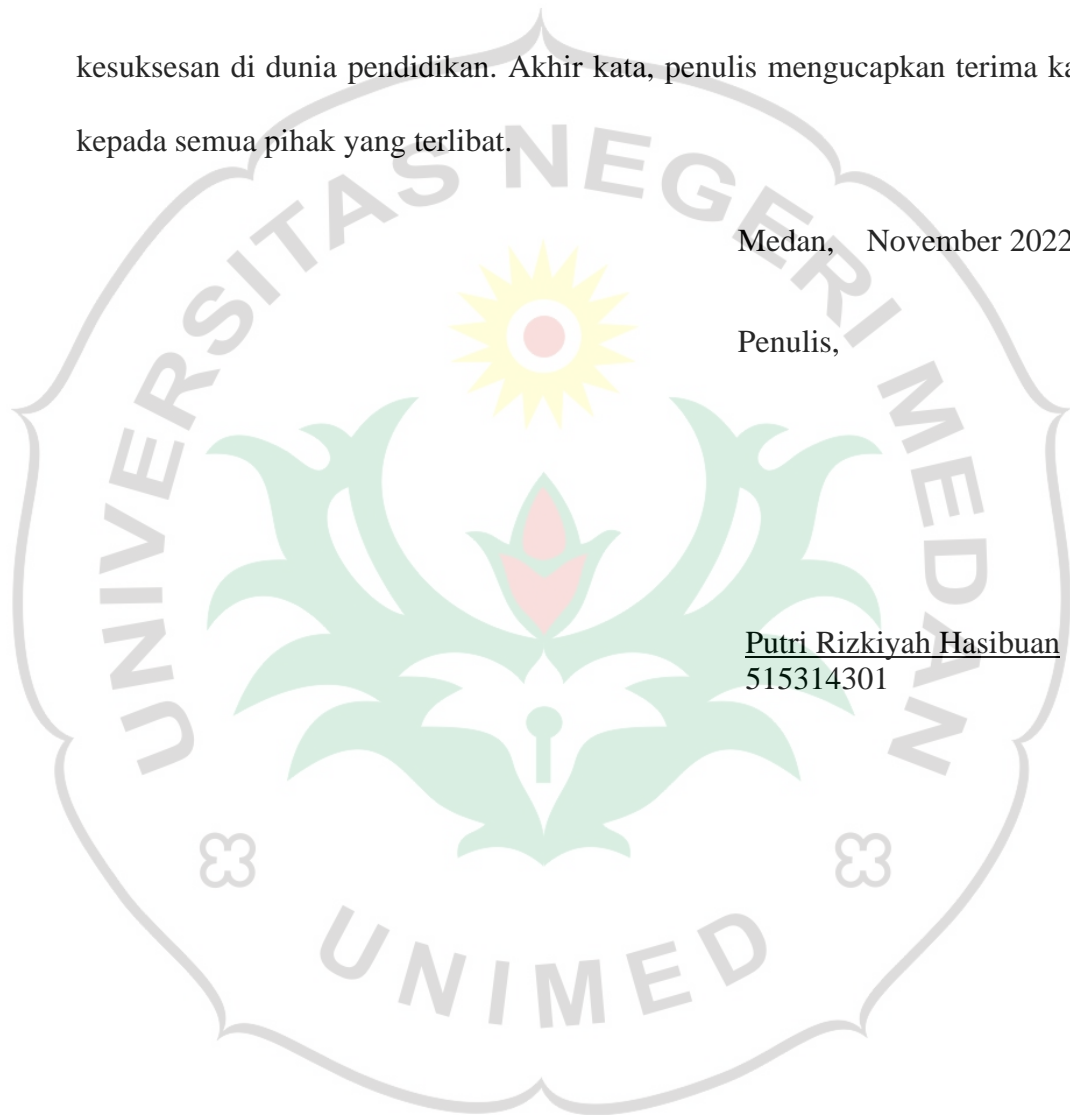 kesuksesan di dunia pendidikan. Akhir kata, penulis mengucapkan terima ka
kepada semua pihak yang terlibat.
Medan, November 2022
Penulis,
Putri Rizkiyah Hasibuan
515314301
UNIVERSITAS NEGERI MEDAN
UNIMED